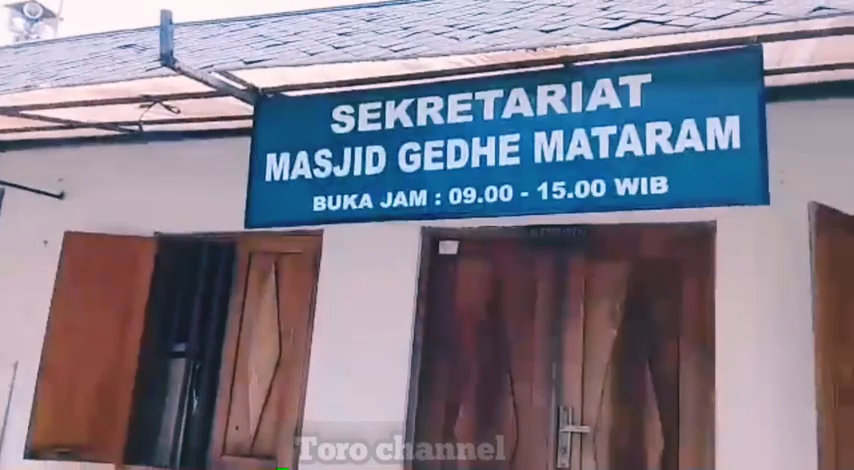 SEKRETARIAT
MASJID GEDHE MATARAM
BUKA JAM : 09.00 - 15.00 WIB
Toro channel